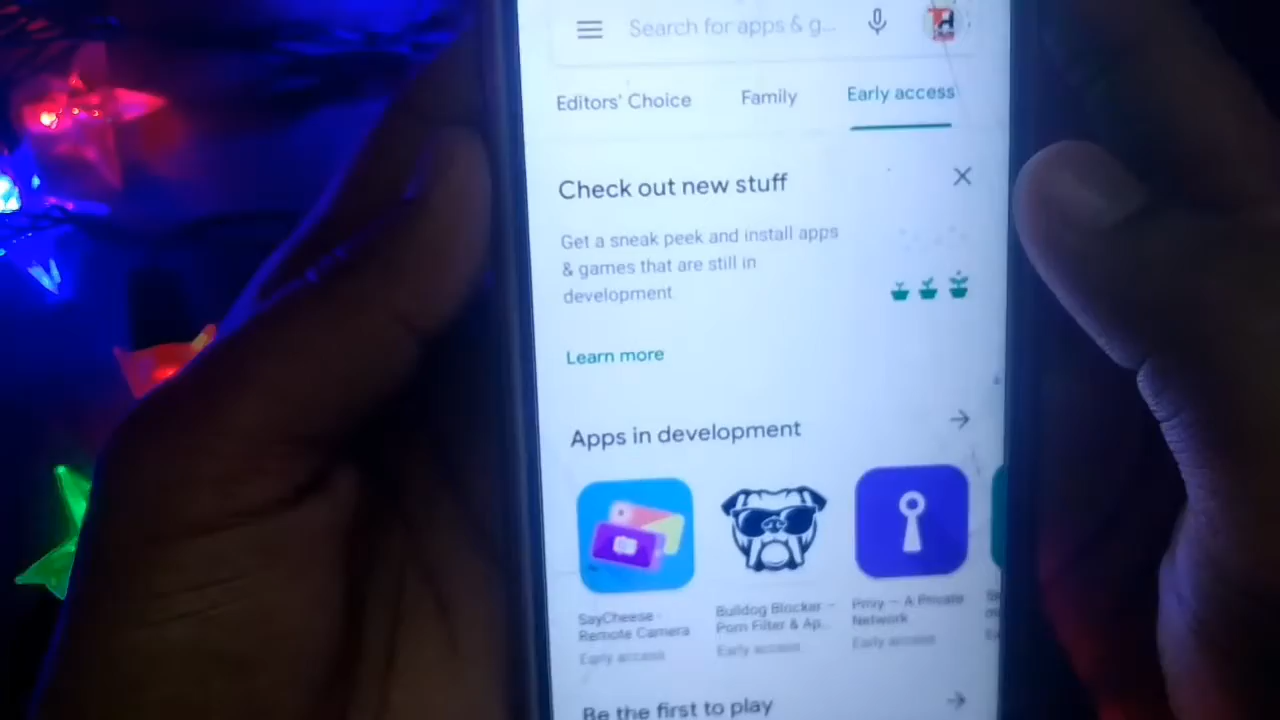 Search for apps & g...
Editors' Choice
Family
Early access
Check out new stuff
Get a sneak peek and install apps
& games that are still in
development
Learn more
Apps in development
SayCheese -
Remote Camera
Early access
Bulldog Blocker –
Porn Filter & Ap...
Early access
Privy – A Private
Network
Early access
Be the first to play